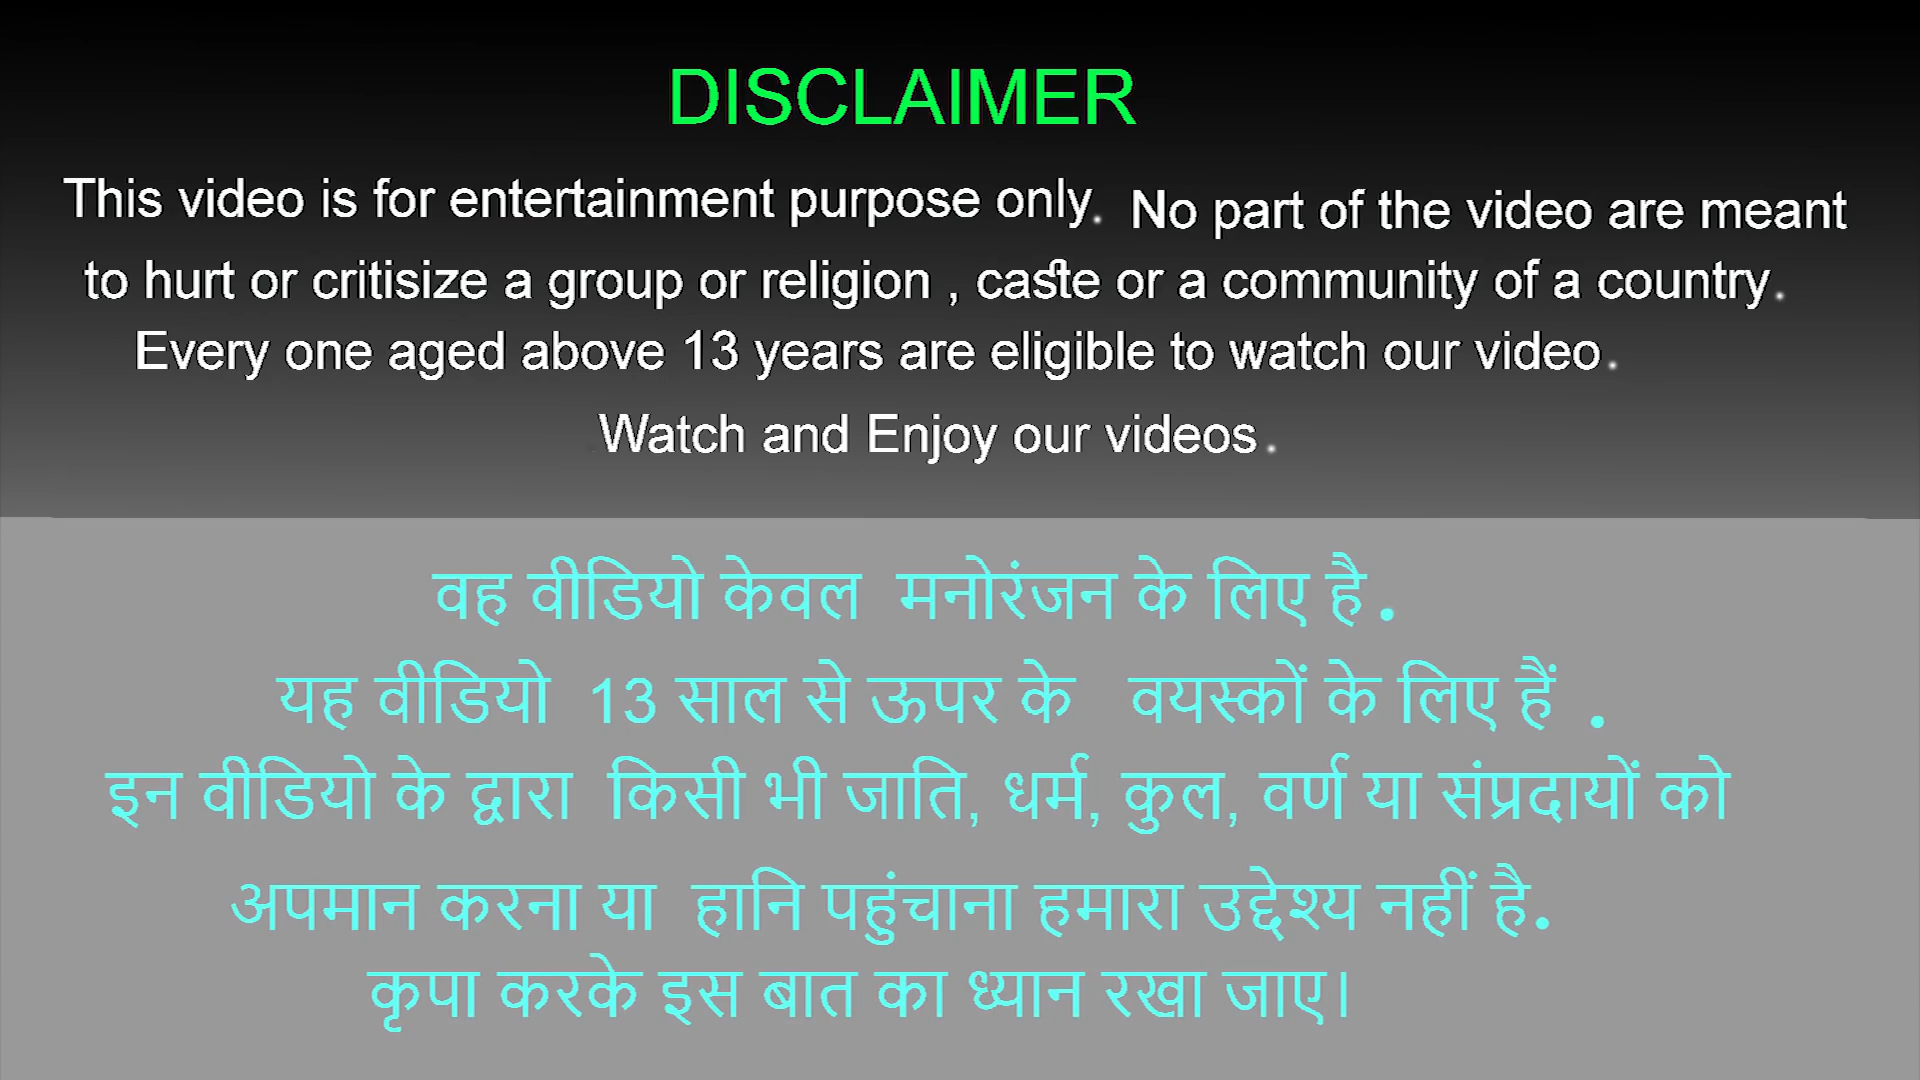 DISCLAIMER
This video is for entertainment purpose only. No part of the video are meant
to hurt or critisize a group or religion , caste or a community of a country.
Every one aged above 13 years are eligible to watch our video.
Watch and Enjoy our videos.
वह वीडियो केवल मनोरंजन के लिए है.
यह वीडियो 13 साल से ऊपर के वयस्कों के लिए हैं .
इन वीडियो के द्वारा किसी भी जाति, धर्म, कुल, वर्ण या संप्रदायों को
अपमान करना या हानि पहुंचाना हमारा उद्देश्य नहीं है.
कृपा करके इस बात का ध्यान रखा जाए।